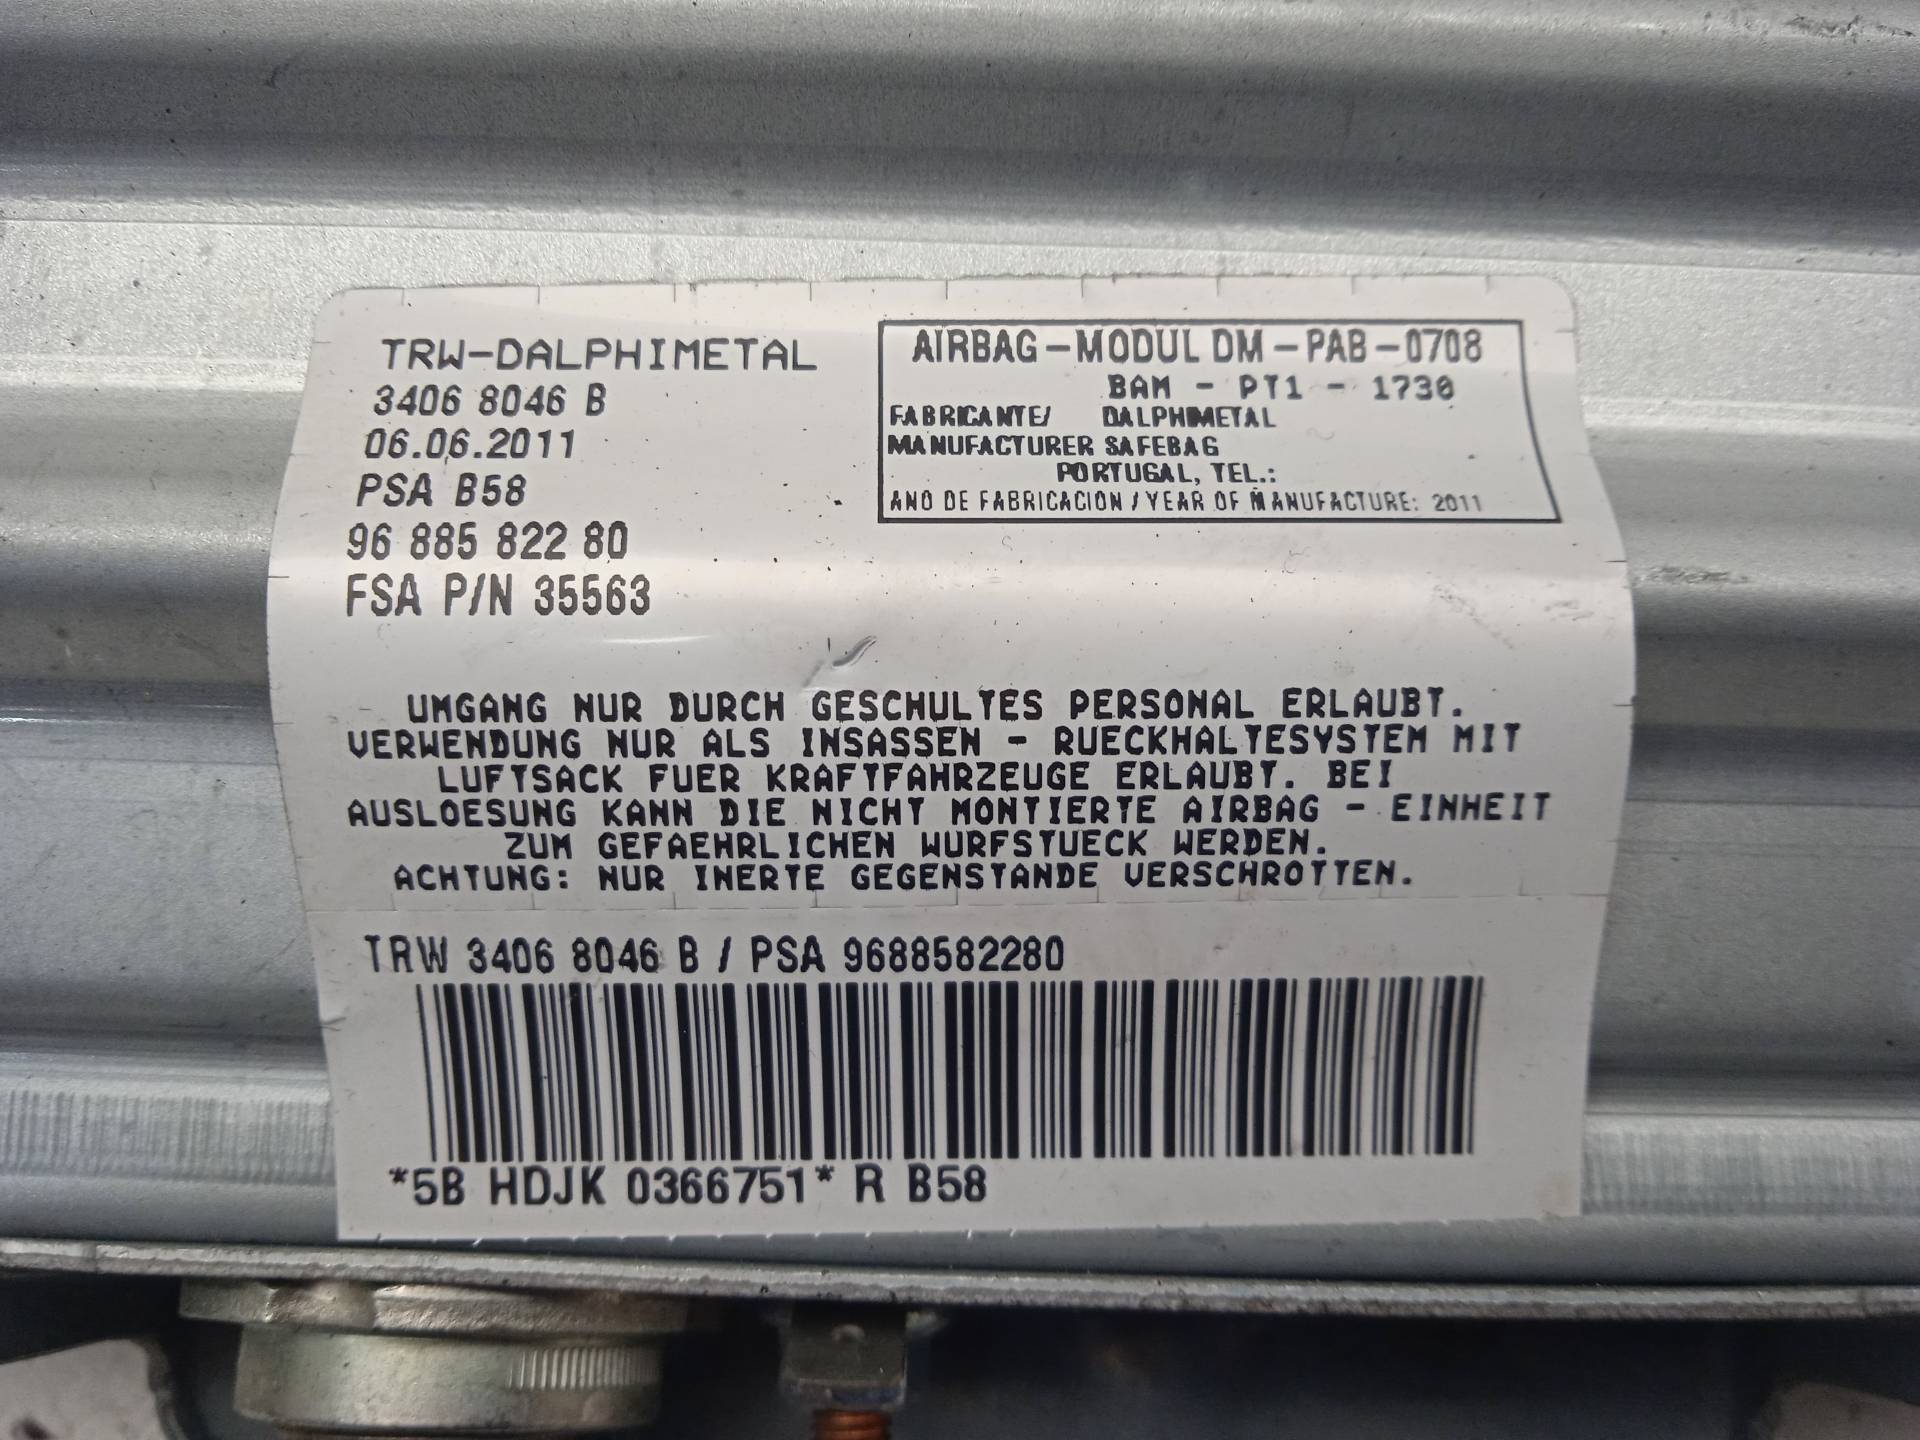 TRW-DALPHIMETAL
3406 8046 B
06.06.2011
PSA B58
96 885 822 80
FSA P/N 35563
AIRBAG-MODUL DM-PAB-0708
BAM - PT1 - 1730
FABRICANTE/ DALPHIMETAL
MANUFACTURER SAFEBAG
PORTUGAL, TEL.:
ANO DE FABRICACION / YEAR OF MANUFACTURE: 2011
UMGANG NUR DURCH GESCHULTES PERSONAL ERLAUBT.
VERWENDUNG NUR ALS INSASSEN - RUECKHALTESYSTEM MIT
LUFTSACK FUER KRAFTFAHRZEUGE ERLAUBT. BEI
AUSLOESUNG KANN DIE NICHT MONTIERTE AIRBAG - EINHEIT
ZUM GEFAEHRLICHEN WURFSTUECK WERDEN.
ACHTUNG: NUR INERTE GEGENSTANDE VERSCHROTTEN.
TRW 3406 8046 B / PSA 9688582280
*5B HDJK 0366751* R B58